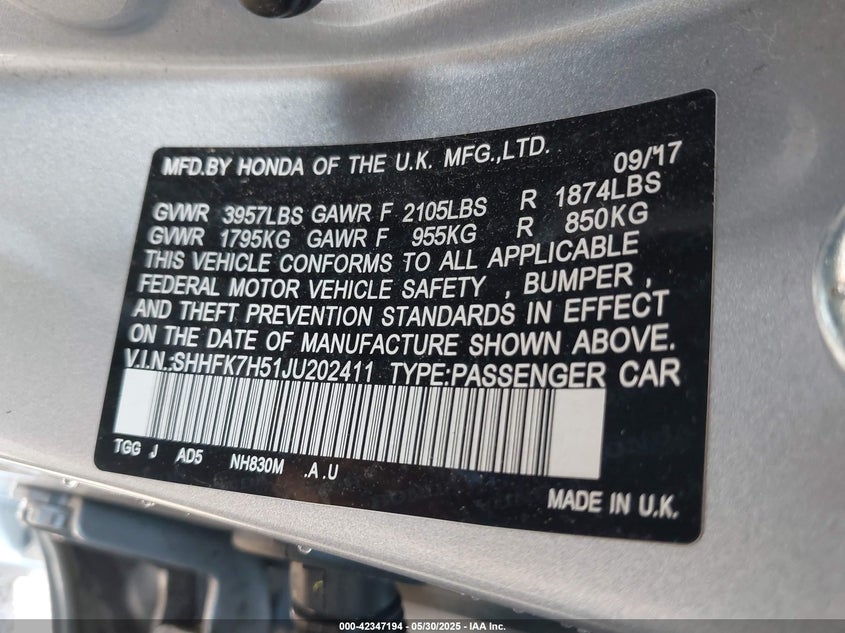 MFD.BY HONDA OF THE U.K. MFG.,LTD. 09/'17
GVWR 3957LBS GAWR F 2105LBS R 1874LBS
GVWR 1795KG GAWR F 955KG R 850KG
THIS VEHICLE CONFORMS TO ALL APPLICABLE
FEDERAL MOTOR VEHICLE SAFETY , BUMPER ,
AND THEFT PREVENTION STANDARDS IN EFFECT
ON THE DATE OF MANUFACTURE SHOWN ABOVE.
V.I.N.:SHHFK7H51JU202411 TYPE:PASSENGER CAR
TGG J AD5 NH830M .A .U
MADE IN U.K.
000-42347194 - 05/30/2025 - IAA Inc.